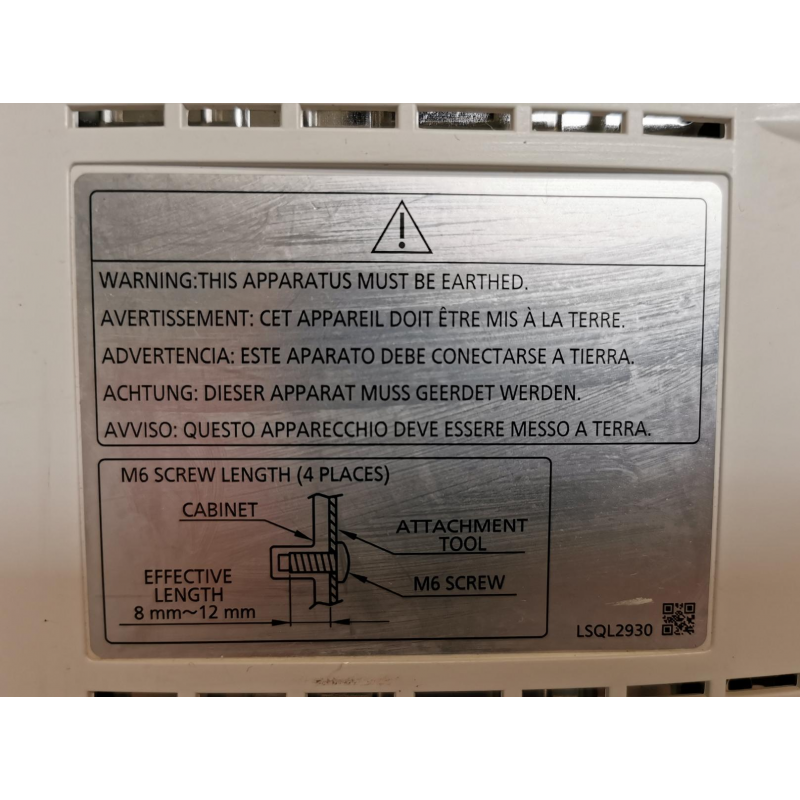 WARNING:THIS APPARATUS MUST BE EARTHED.
AVERTISSEMENT: CET APPAREIL DOIT ÊTRE MIS À LA TERRE.
ADVERTENCIA: ESTE APARATO DEBE CONECTARSE A TIERRA.
ACHTUNG: DIESER APPARAT MUSS GEERDET WERDEN.
AVVISO: QUESTO APPARECCHIO DEVE ESSERE MESSO A TERRA.
M6 SCREW LENGTH (4 PLACES)
CABINET
ATTACHMENT
TOOL
EFFECTIVE
LENGTH
8 mm～12 mm
M6 SCREW
LSQL2930